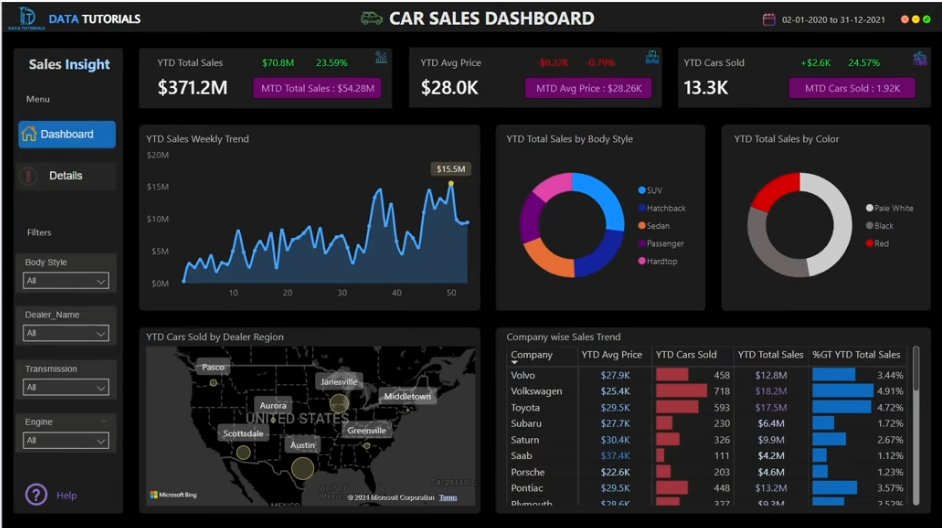 DATA TUTORIALS
DATA TUTORIALS
CAR SALES DASHBOARD
02-01-2020 to 31-12-2021
Sales Insight
Menu
Dashboard
Details
Filters
Body Style
All
Dealer_Name
All
Transmission
All
Engine
All
Help
YTD Total Sales
$70.8M 23.59%
$371.2M
MTD Total Sales : $54.28M
YTD Avg Price
-$0.22K -0.79%
$28.0K
MTD Avg Price : $28.26K
YTD Cars Sold
+$2.6K 24.57%
13.3K
MTD Cars Sold : 1.92K
YTD Sales Weekly Trend
$20M
$15M
$10M
$5M
$0M
$15.5M
10 20 30 40 50
YTD Total Sales by Body Style
SUV
Hatchback
Sedan
Passenger
Hardtop
YTD Total Sales by Color
Pale White
Black
Red
YTD Cars Sold by Dealer Region
Pasco
Janesville
Middletown
Aurora
UNITED STATES
Greenville
Scottsdale
Austin
Microsoft Bing
© 2024 Microsoft Corporation Terms
MEXICO
Company wise Sales Trend
Company YTD Avg Price YTD Cars Sold YTD Total Sales %GT YTD Total Sales
Volvo $27.9K 458 $12.8M 3.44%
Volkswagen $25.4K 718 $18.2M 4.91%
Toyota $29.5K 593 $17.5M 4.72%
Subaru $27.7K 230 $6.4M 1.72%
Saturn $30.4K 326 $9.9M 2.67%
Saab $37.4K 111 $4.2M 1.12%
Porsche $22.6K 203 $4.6M 1.23%
Pontiac $29.5K 448 $13.2M 3.57%
Plymouth $28.6K 327 $9.3M 2.52%